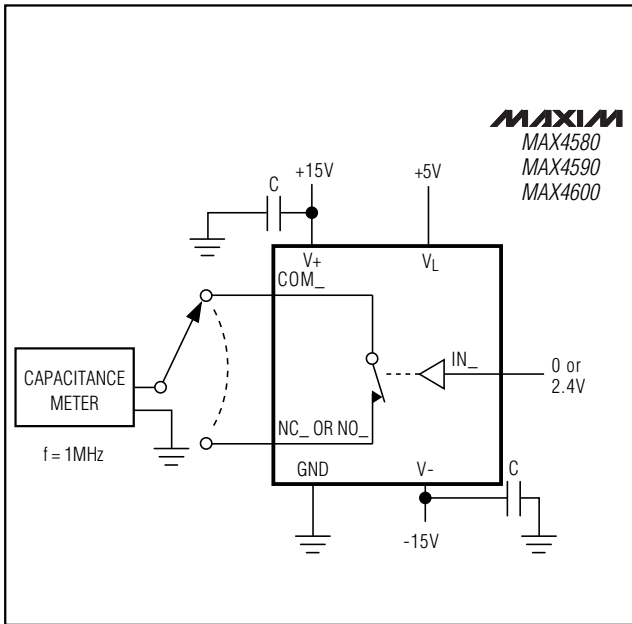 MAXIM
MAX4580
MAX4590
MAX4600
+15V
+5V
C
V+
VL
COM_
IN_
0 or
2.4V
CAPACITANCE
METER
f = 1MHz
NC_ OR NO_
GND
V-
C
-15V